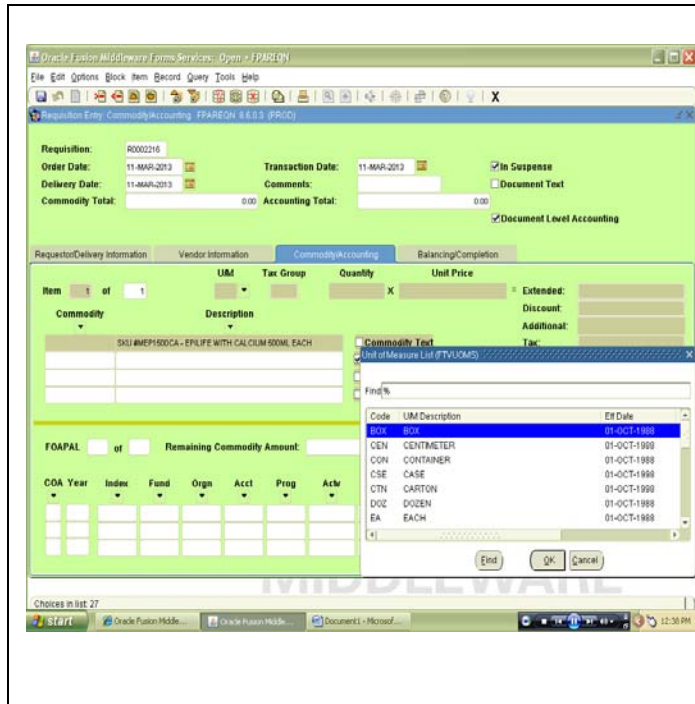 Oracle Fusion Middleware Forms Services: Open > FPAREQN
File Edit Options Block Item Record Query Tools Help
X
Requisition Entry: Commodity/Accounting FPAREQN 8.6.0.3 (PROD)
Requisition: R0002216
Order Date: 11-MAR-2013 Transaction Date: 11-MAR-2013 In Suspense
Delivery Date: 11-MAR-2013 Comments: Document Text
Commodity Total: 0.00 Accounting Total: 0.00
Document Level Accounting
Requestor/Delivery Information Vendor Information Commodity/Accounting Balancing/Completion
U/M Tax Group Quantity Unit Price
Item 1 of 1 X = Extended:
Discount:
Commodity Description
Additional:
SKU #MEP1500CA - EPILIFE WITH CALCIUM 500ML EACH Commodity Text Tax:
Unit of Measure List (FTVUOMS) X
Find %
Code U/M Description Eff Date
BOX BOX 01-OCT-1988
CEN CENTIMETER 01-OCT-1988
CON CONTAINER 01-OCT-1988
CSE CASE 01-OCT-1988
CTN CARTON 01-OCT-1998
DOZ DOZEN 01-OCT-1988
EA EACH 01-OCT-1988
FOAPAL of Remaining Commodity Amount:
COA Year Index Fund Orgn Acct Prog Actv
Find OK Cancel
MIDDLEWARE
Choices in list: 27
start Oracle Fusion Middle... Oracle Fusion Middle... Document1 - Microsof... 12:38 PM